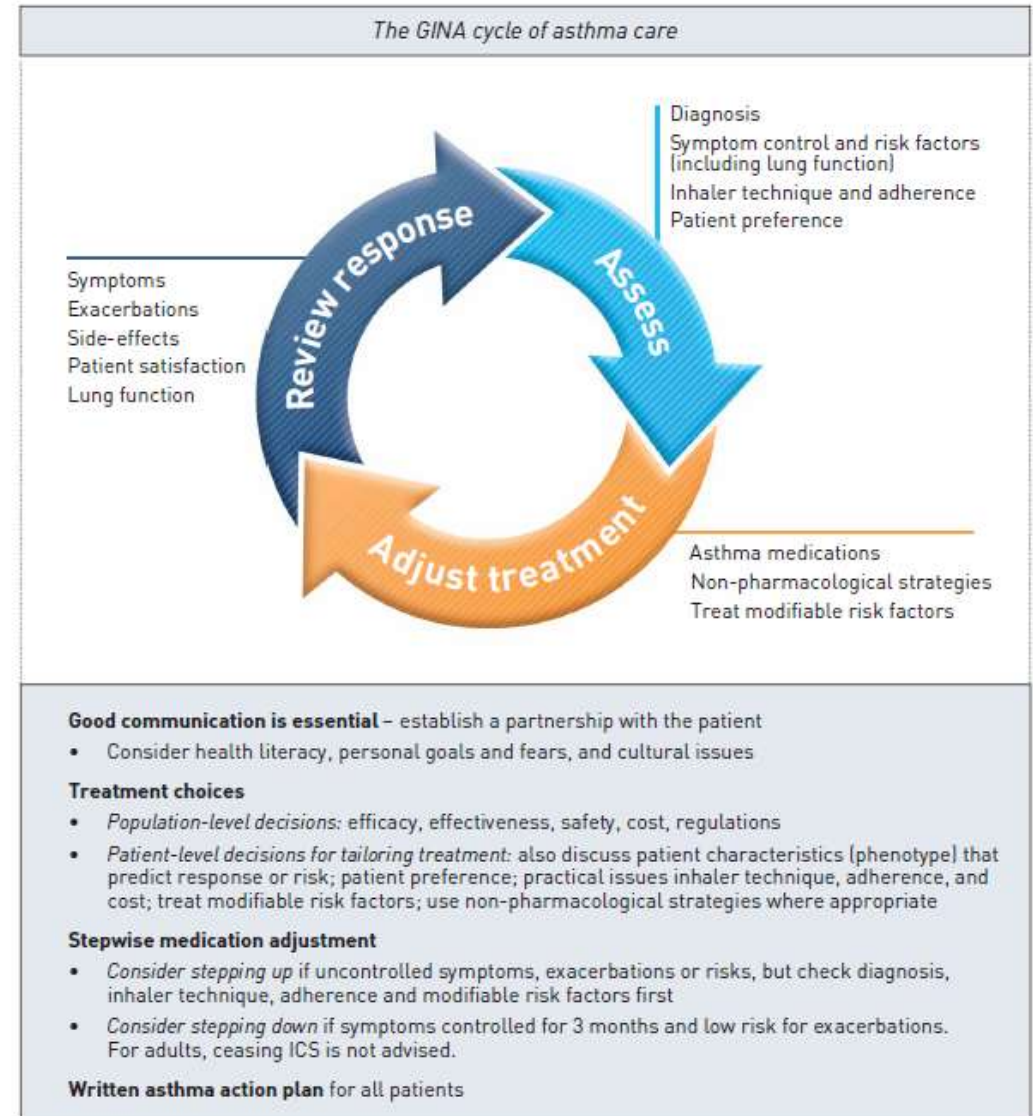 The GINA cycle of asthma care
Diagnosis
Symptom control and risk factors
(including lung function)
Inhaler technique and adherence
Patient preference
Review response
Assess
Symptoms
Exacerbations
Side-effects
Patient satisfaction
Lung function
Adjust treatment
Asthma medications
Non-pharmacological strategies
Treat modifiable risk factors
Good communication is essential – establish a partnership with the patient
• Consider health literacy, personal goals and fears, and cultural issues
Treatment choices
• Population-level decisions: efficacy, effectiveness, safety, cost, regulations
• Patient-level decisions for tailoring treatment: also discuss patient characteristics (phenotype) that
predict response or risk; patient preference; practical issues inhaler technique, adherence, and
cost; treat modifiable risk factors; use non-pharmacological strategies where appropriate
Stepwise medication adjustment
• Consider stepping up if uncontrolled symptoms, exacerbations or risks, but check diagnosis,
inhaler technique, adherence and modifiable risk factors first
• Consider stepping down if symptoms controlled for 3 months and low risk for exacerbations.
For adults, ceasing ICS is not advised.
Written asthma action plan for all patients